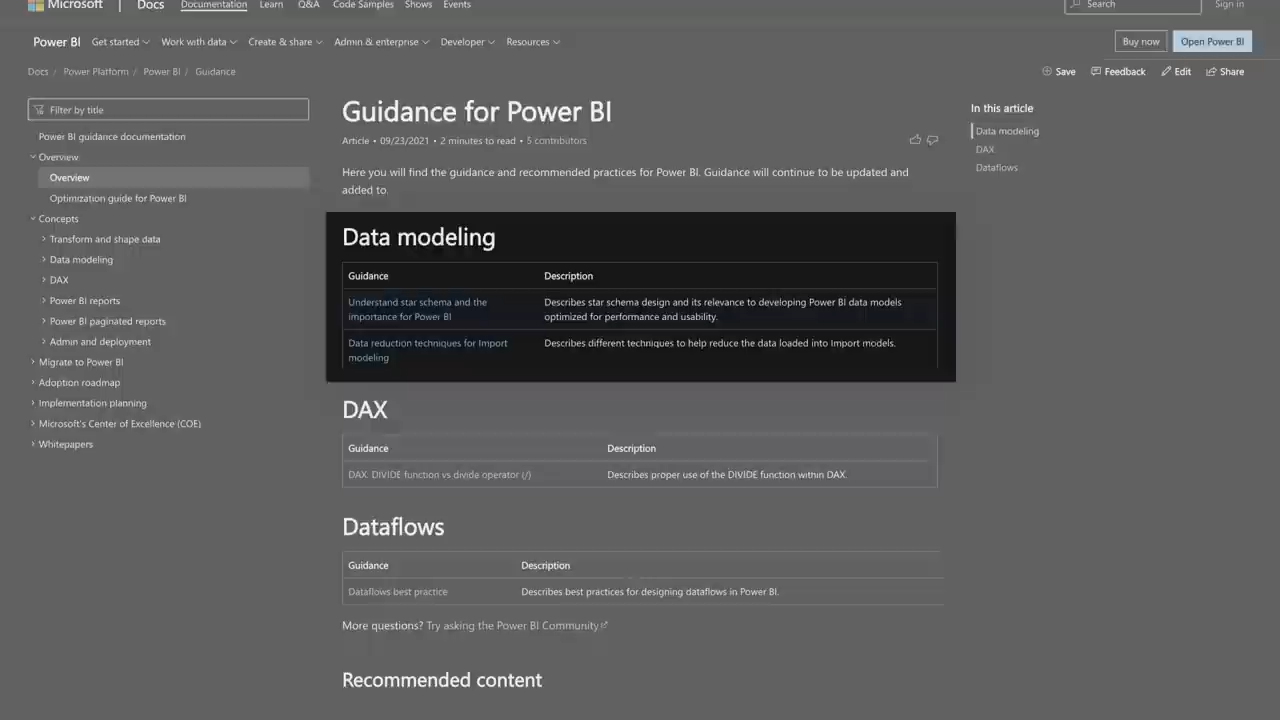 Microsoft | Docs Documentation Learn Q&A Code Samples Shows Events Search Sign in
Power BI Get started Work with data Create & share Admin & enterprise Developer Resources Buy now Open Power BI
Docs / Power Platform / Power BI / Guidance
Save Feedback Edit Share
Filter by title
Power BI guidance documentation
Overview
Overview
Optimization guide for Power BI
Concepts
Transform and shape data
Data modeling
DAX
Power BI reports
Power BI paginated reports
Admin and deployment
Migrate to Power BI
Adoption roadmap
Implementation planning
Microsoft's Center of Excellence (COE)
Whitepapers
Guidance for Power BI
Article • 09/23/2021 • 2 minutes to read • 5 contributors
Here you will find the guidance and recommended practices for Power BI. Guidance will continue to be updated and
added to.
Data modeling
Guidance Description
Understand star schema and the
importance for Power BI
Describes star schema design and its relevance to developing Power BI data models
optimized for performance and usability.
Data reduction techniques for Import
modeling
Describes different techniques to help reduce the data loaded into Import models.
DAX
Guidance Description
DAX: DIVIDE function vs divide operator (/) Describes proper use of the DIVIDE function within DAX.
Dataflows
Guidance Description
Dataflows best practice Describes best practices for designing dataflows in Power BI.
More questions? Try asking the Power BI Community
Recommended content
In this article
Data modeling
DAX
Dataflows